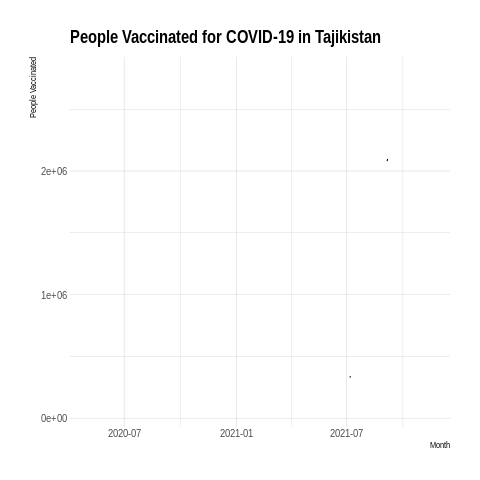 People Vaccinated for COVID-19 in Tajikistan
People Vaccinated
2e+06
1e+06
0e+00
2020-07
2021-01
2021-07
Month